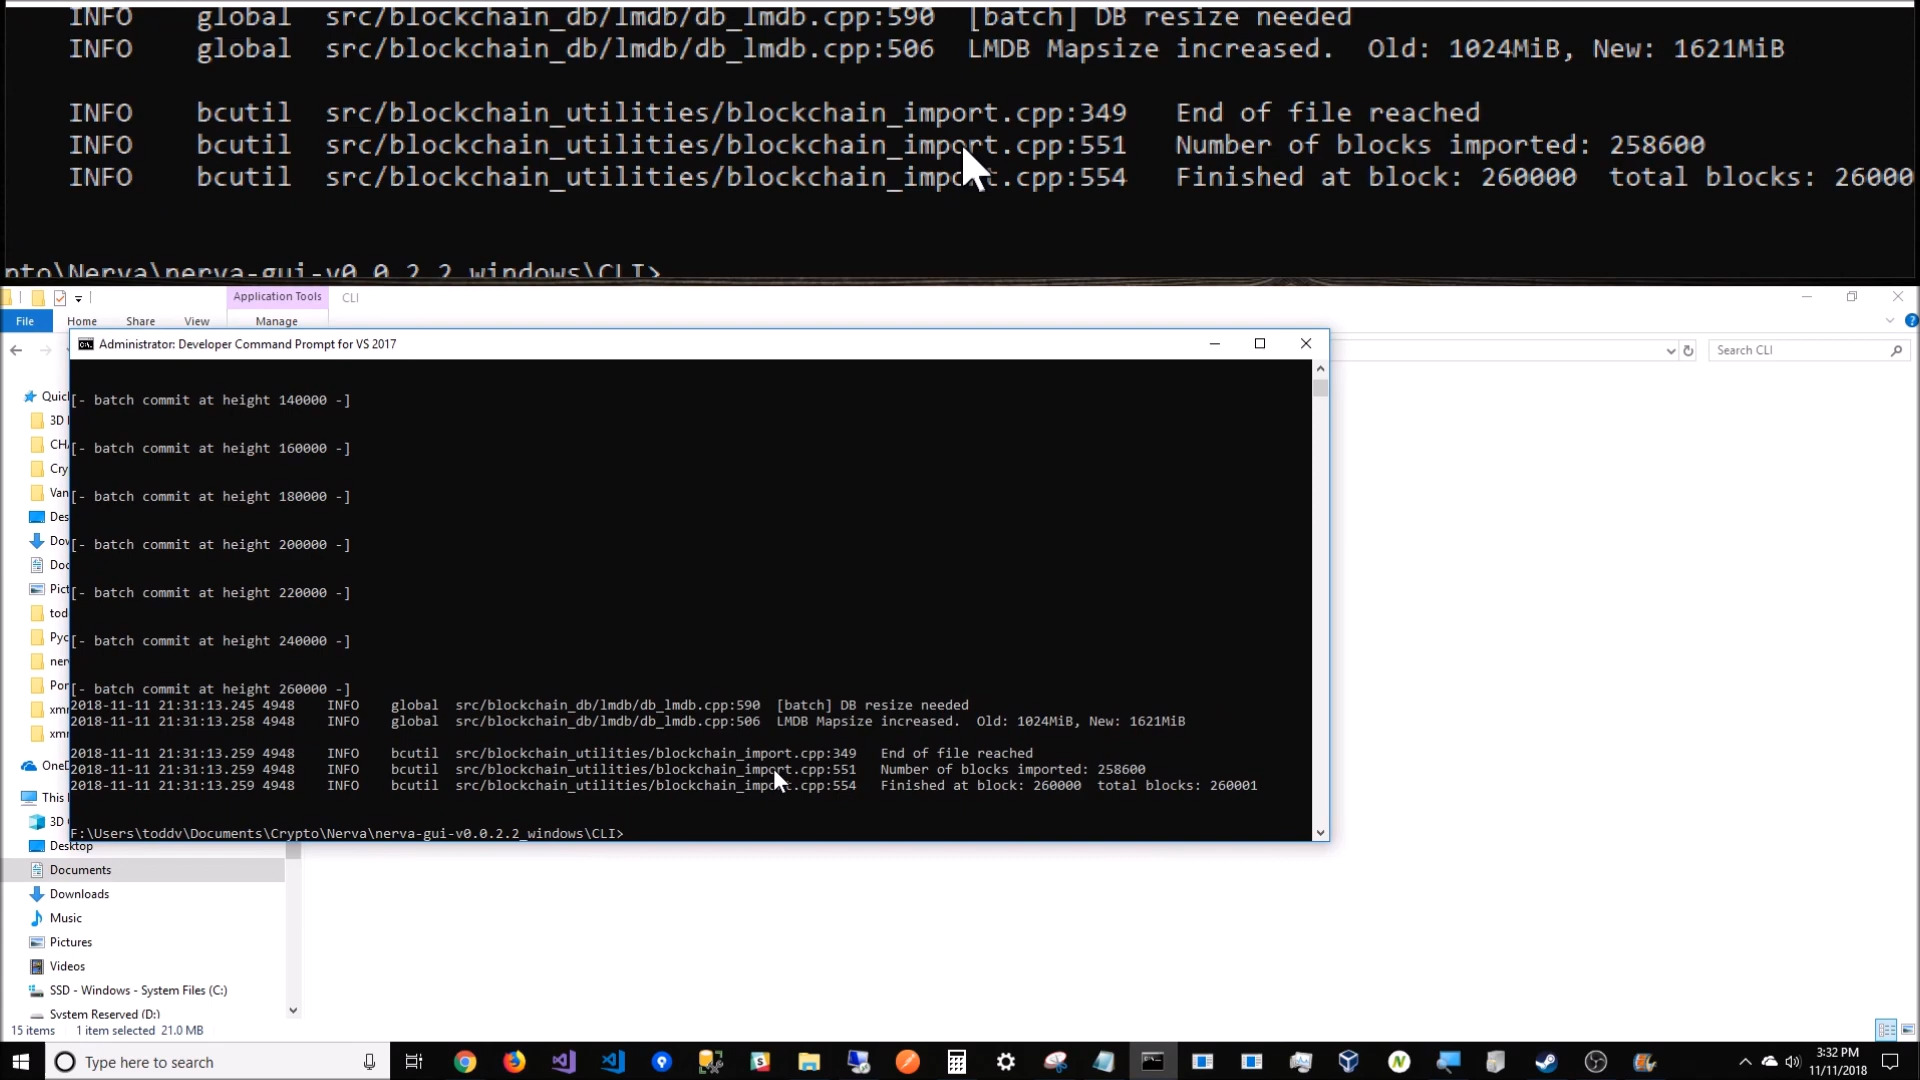 INFO global src/blockchain_db/lmdb/db_lmdb.cpp:590 [batch] DB resize needed
INFO global src/blockchain_db/lmdb/db_lmdb.cpp:506 LMDB Mapsize increased. Old: 1024MiB, New: 1621MiB
INFO bcutil src/blockchain_utilities/blockchain_import.cpp:349 End of file reached
INFO bcutil src/blockchain_utilities/blockchain_import.cpp:551 Number of blocks imported: 258600
INFO bcutil src/blockchain_utilities/blockchain_import.cpp:554 Finished at block: 260000 total blocks: 26000
pto\Nerva\nerva-gui-v0.0.2.2_windows\CLI>
Application Tools CLI
File Home Share View Manage
Administrator: Developer Command Prompt for VS 2017
Search CLI
Quic
3D
CH
Cry
Van
Des
Dov
Doc
Pict
tod
Pyc
ner
Por
xm
xm
OneD
This
3D
Desktop
Documents
Downloads
Music
Pictures
Videos
SSD - Windows - System Files (C:)
System Reserved (D:)
[- batch commit at height 140000 -]
[- batch commit at height 160000 -]
[- batch commit at height 180000 -]
[- batch commit at height 200000 -]
[- batch commit at height 220000 -]
[- batch commit at height 240000 -]
[- batch commit at height 260000 -]
2018-11-11 21:31:13.245 4948 INFO global src/blockchain_db/lmdb/db_lmdb.cpp:590 [batch] DB resize needed
2018-11-11 21:31:13.258 4948 INFO global src/blockchain_db/lmdb/db_lmdb.cpp:506 LMDB Mapsize increased. Old: 1024MiB, New: 1621MiB
2018-11-11 21:31:13.259 4948 INFO bcutil src/blockchain_utilities/blockchain_import.cpp:349 End of file reached
2018-11-11 21:31:13.259 4948 INFO bcutil src/blockchain_utilities/blockchain_import.cpp:551 Number of blocks imported: 258600
2018-11-11 21:31:13.259 4948 INFO bcutil src/blockchain_utilities/blockchain_import.cpp:554 Finished at block: 260000 total blocks: 260001
F:\Users\toddv\Documents\Crypto\Nerva\nerva-gui-v0.0.2.2_windows\CLI>
15 items 1 item selected 21.0 MB
Type here to search
3:32 PM
11/11/2018